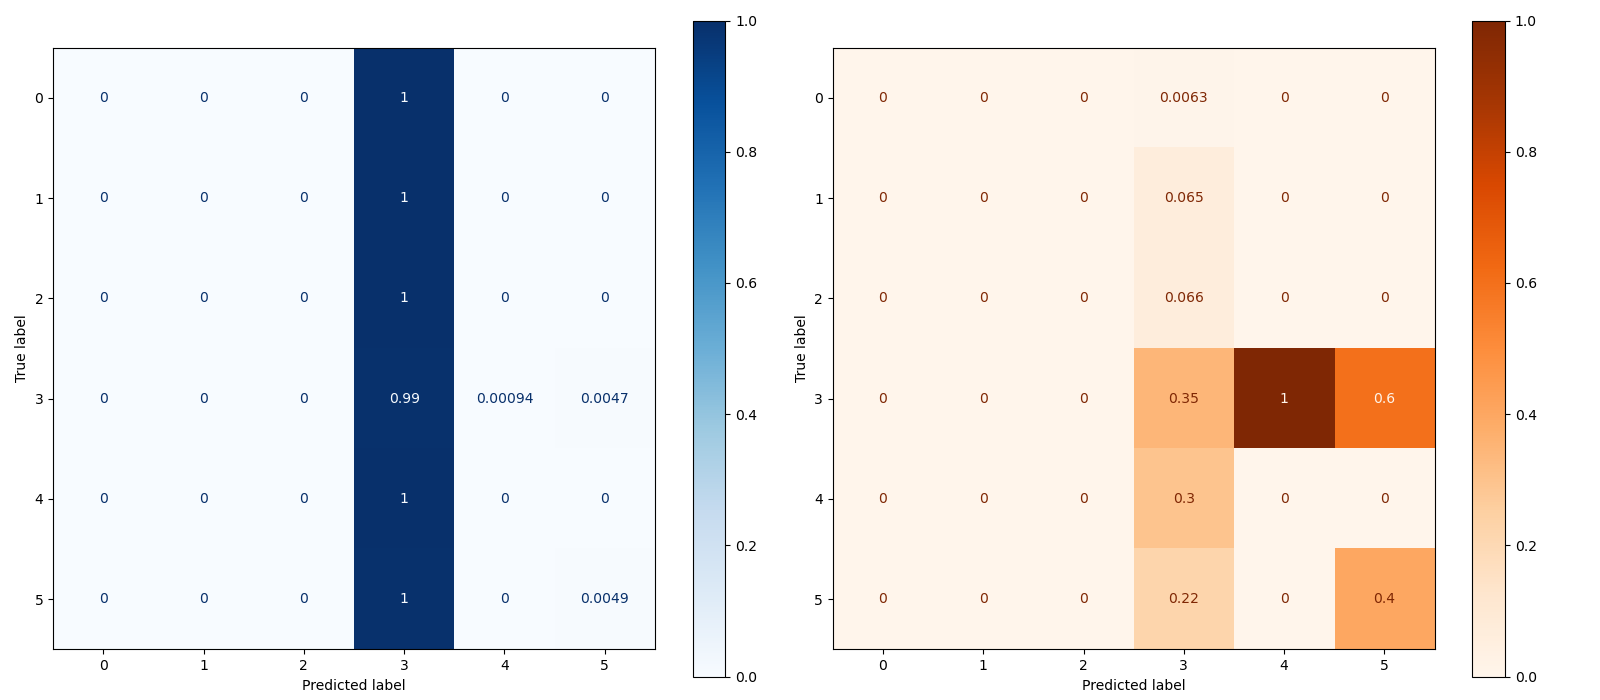 0 0 0 0 1 0 0
1 0 0 0 1 0 0
2 0 0 0 1 0 0
3 0 0 0 0.99 0.00094 0.0047
4 0 0 0 1 0 0
5 0 0 0 1 0 0.0049
0 1 2 3 4 5
Predicted label
True label
1.0
0.8
0.6
0.4
0.2
0.0
0 0 0 0 0.0063 0 0
1 0 0 0 0.065 0 0
2 0 0 0 0.066 0 0
3 0 0 0 0.35 1 0.6
4 0 0 0 0.3 0 0
5 0 0 0 0.22 0 0.4
0 1 2 3 4 5
Predicted label
True label
1.0
0.8
0.6
0.4
0.2
0.0